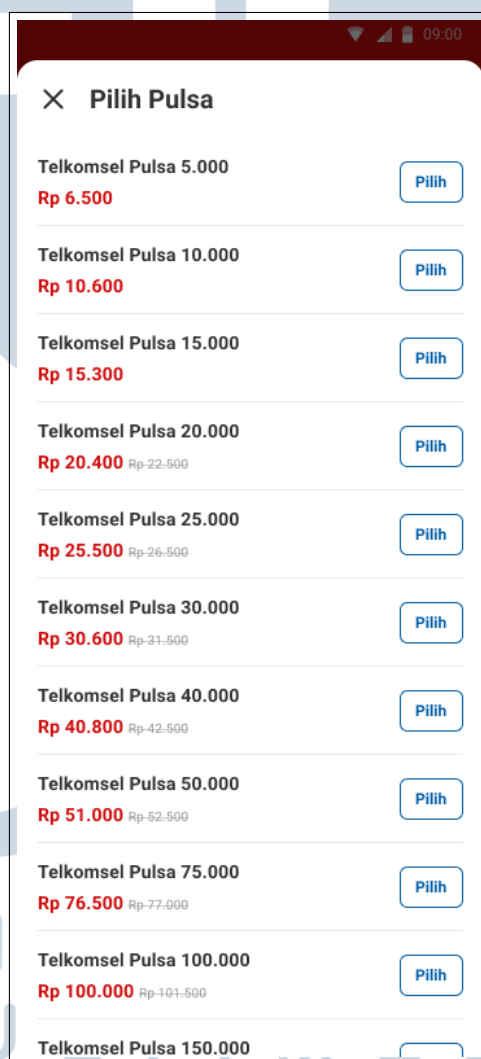 09:00
Pilih Pulsa
Telkomsel Pulsa 5.000
Rp 6.500
Pilih
Telkomsel Pulsa 10.000
Rp 10.600
Pilih
Telkomsel Pulsa 15.000
Rp 15.300
Pilih
Telkomsel Pulsa 20.000
Rp 20.400 Rp 22.500
Pilih
Telkomsel Pulsa 25.000
Rp 25.500 Rp 26.500
Pilih
Telkomsel Pulsa 30.000
Rp 30.600 Rp 31.500
Pilih
Telkomsel Pulsa 40.000
Rp 40.800 Rp 42.500
Pilih
Telkomsel Pulsa 50.000
Rp 51.000 Rp 52.500
Pilih
Telkomsel Pulsa 75.000
Rp 76.500 Rp 77.000
Pilih
Telkomsel Pulsa 100.000
Rp 100.000 Rp 101.500
Pilih
Telkomsel Pulsa 150.000